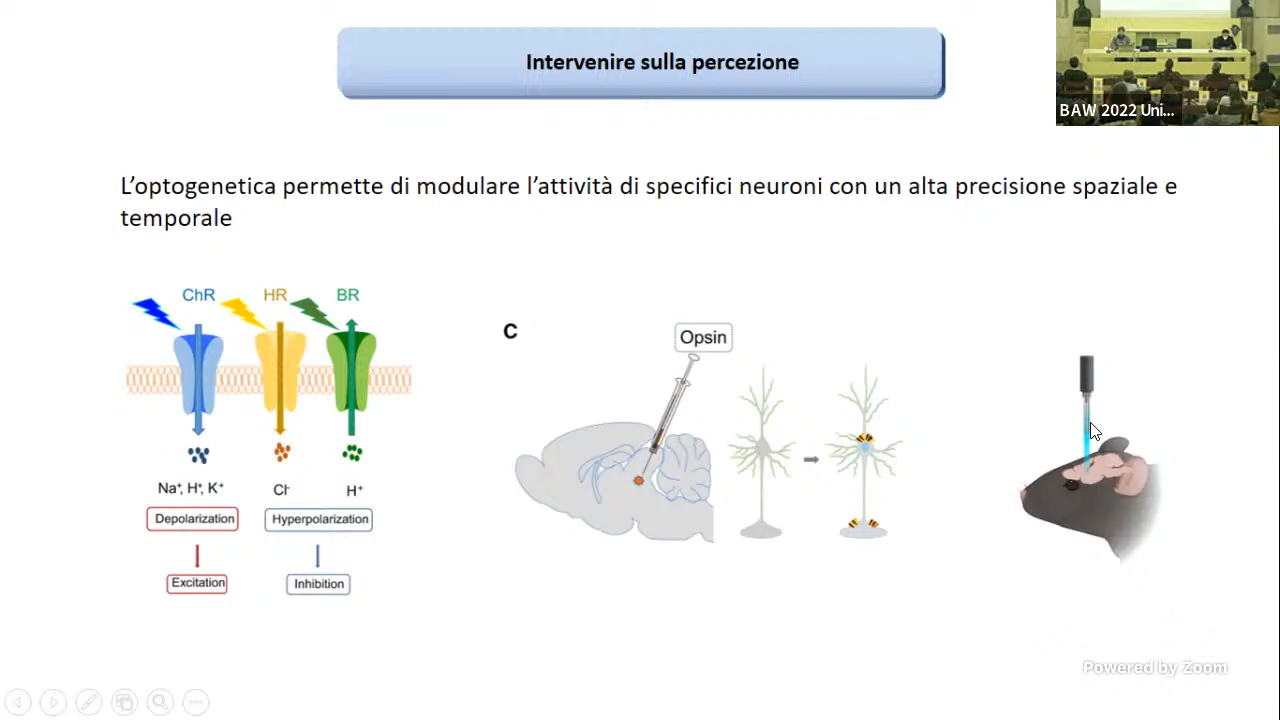 Intervenire sulla percezione
BAW 2022 Uni...
L’optogenetica permette di modulare l’attività di specifici neuroni con un alta precisione spaziale e
temporale
ChR HR BR
C
Opsin
Na⁺, H⁺, K⁺ Cl⁻ H⁺
Depolarization Hyperpolarization
Excitation Inhibition
Powered by Zoom